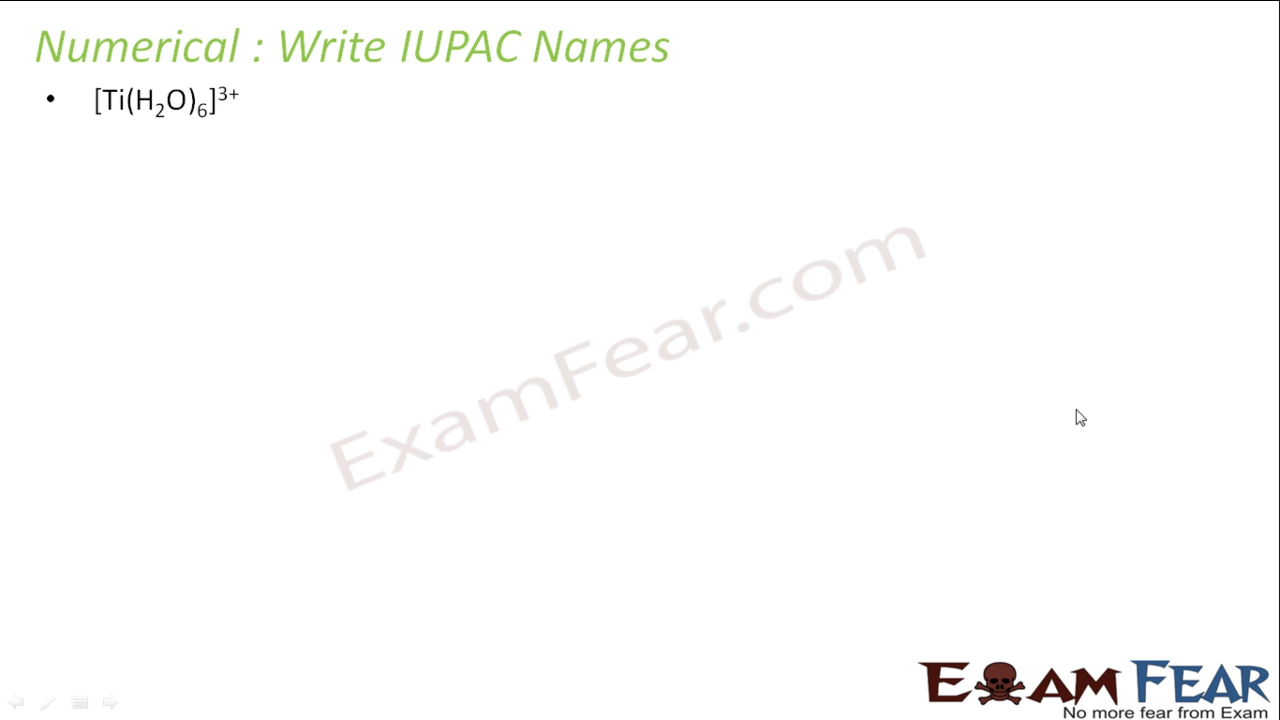 Numerical : Write IUPAC Names
• [Ti(H₂O)₆]³⁺
ExamFear.com
EXAM FEAR
No more fear from Exam